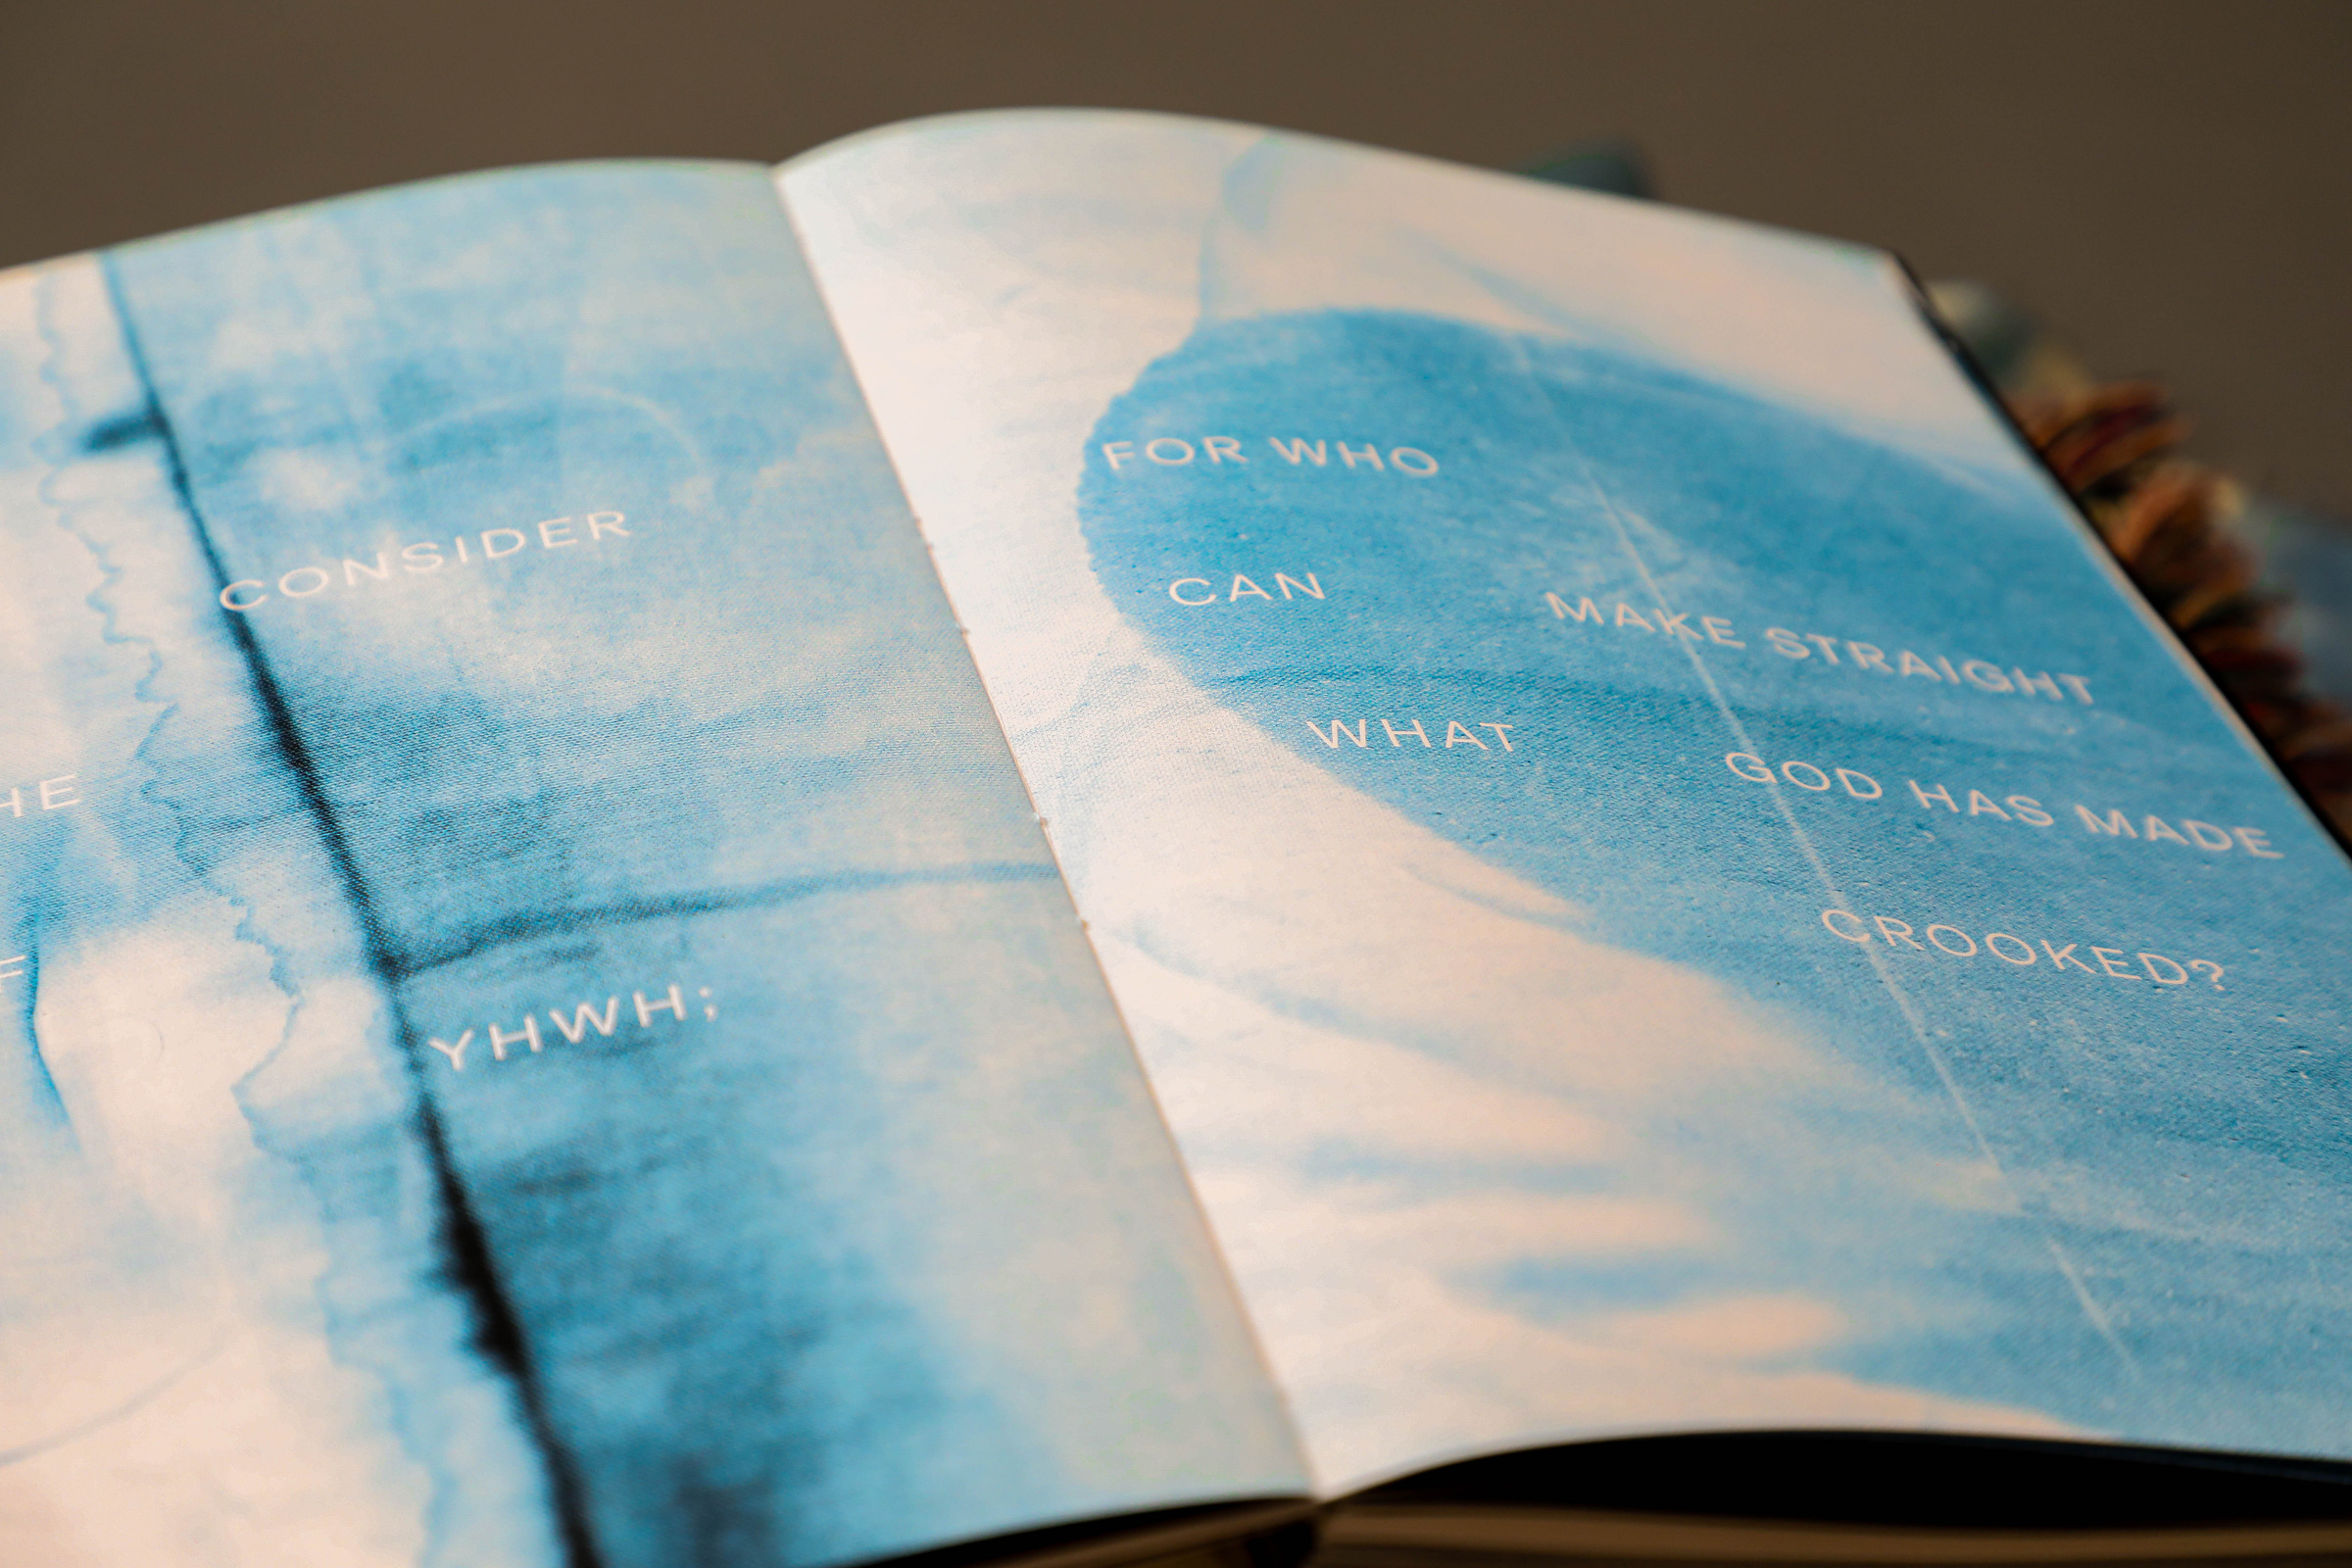 CONSIDER
HE
F
YHWH;
FOR WHO
CAN MAKE STRAIGHT
WHAT GOD HAS MADE
CROOKED?